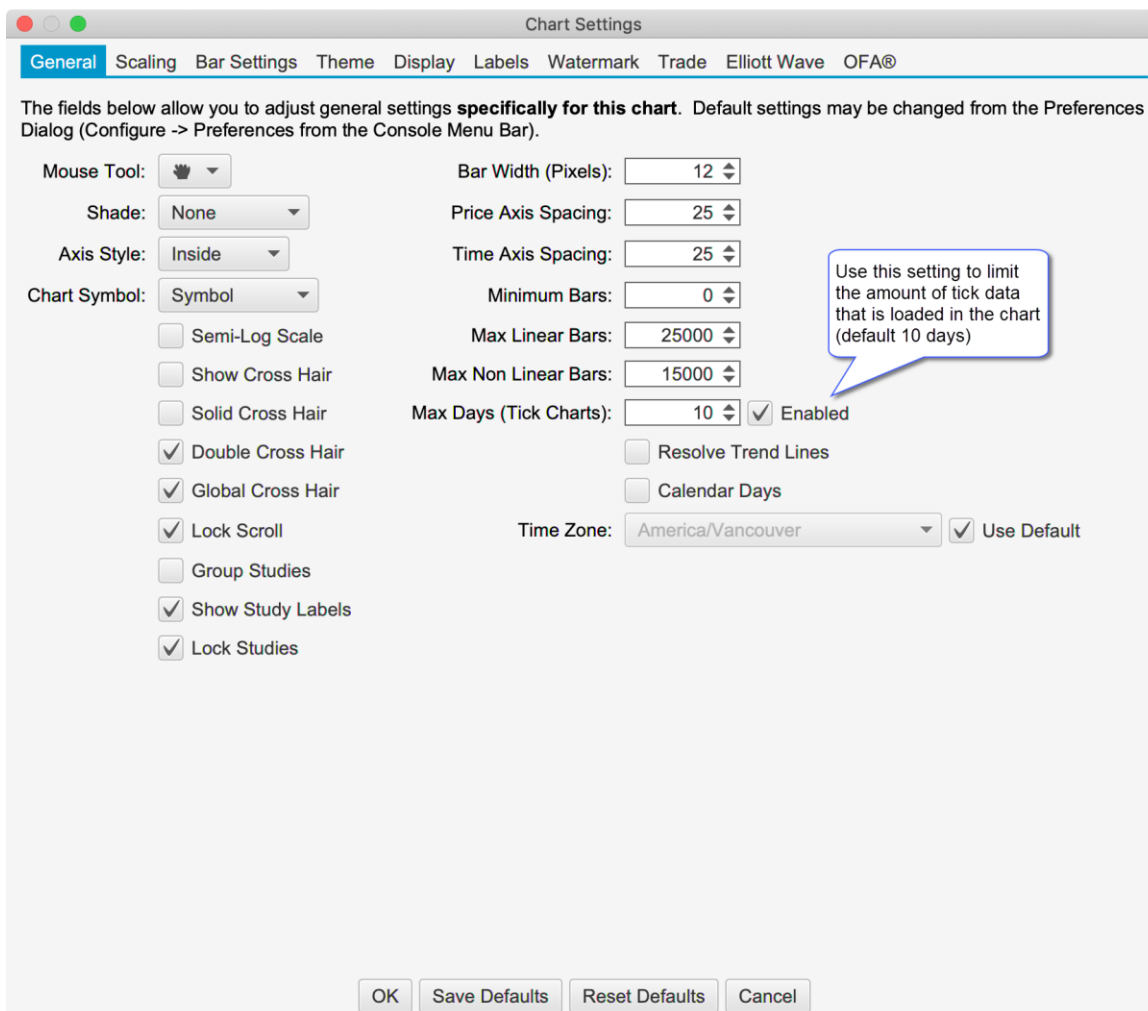 Chart Settings
General Scaling Bar Settings Theme Display Labels Watermark Trade Elliott Wave OFA®
The fields below allow you to adjust general settings specifically for this chart. Default settings may be changed from the Preferences
Dialog (Configure -> Preferences from the Console Menu Bar).
Mouse Tool:
Shade: None
Axis Style: Inside
Chart Symbol: Symbol
Semi-Log Scale
Show Cross Hair
Solid Cross Hair
Double Cross Hair
Global Cross Hair
Lock Scroll
Group Studies
Show Study Labels
Lock Studies
Bar Width (Pixels): 12
Price Axis Spacing: 25
Time Axis Spacing: 25
Minimum Bars: 0
Max Linear Bars: 25000
Max Non Linear Bars: 15000
Max Days (Tick Charts): 10 Enabled
Resolve Trend Lines
Calendar Days
Time Zone: America/Vancouver Use Default
Use this setting to limit
the amount of tick data
that is loaded in the chart
(default 10 days)
OK Save Defaults Reset Defaults Cancel